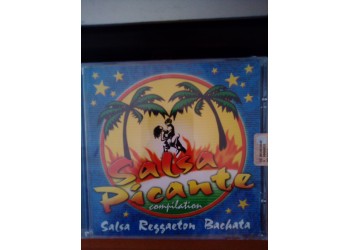 Salsa
Picante
compilation
Salsa Reggaeton Bachata